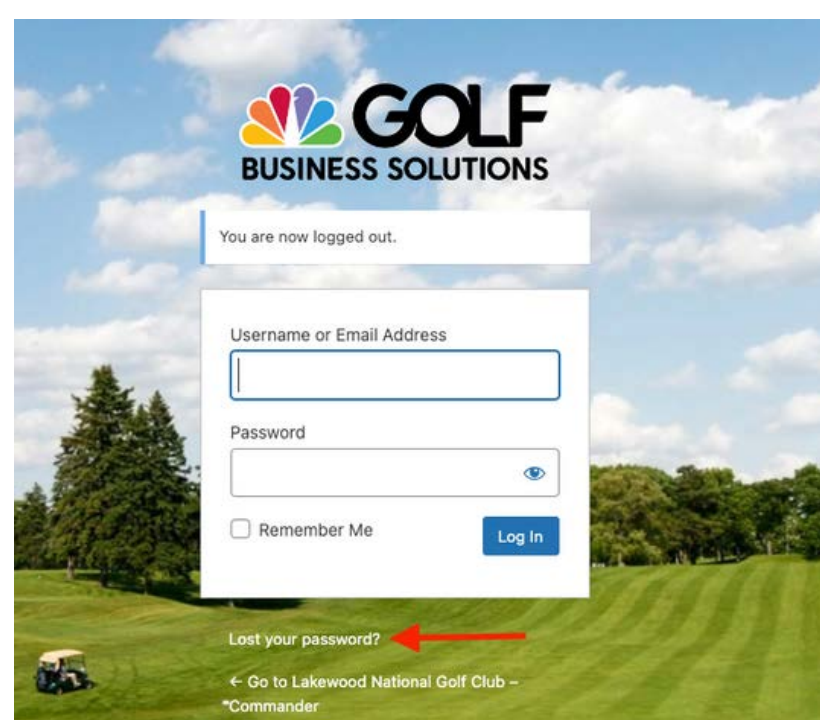 GOLF
BUSINESS SOLUTIONS
You are now logged out.
Username or Email Address
Password
Remember Me
Log In
Lost your password?
← Go to Lakewood National Golf Club –
Commander